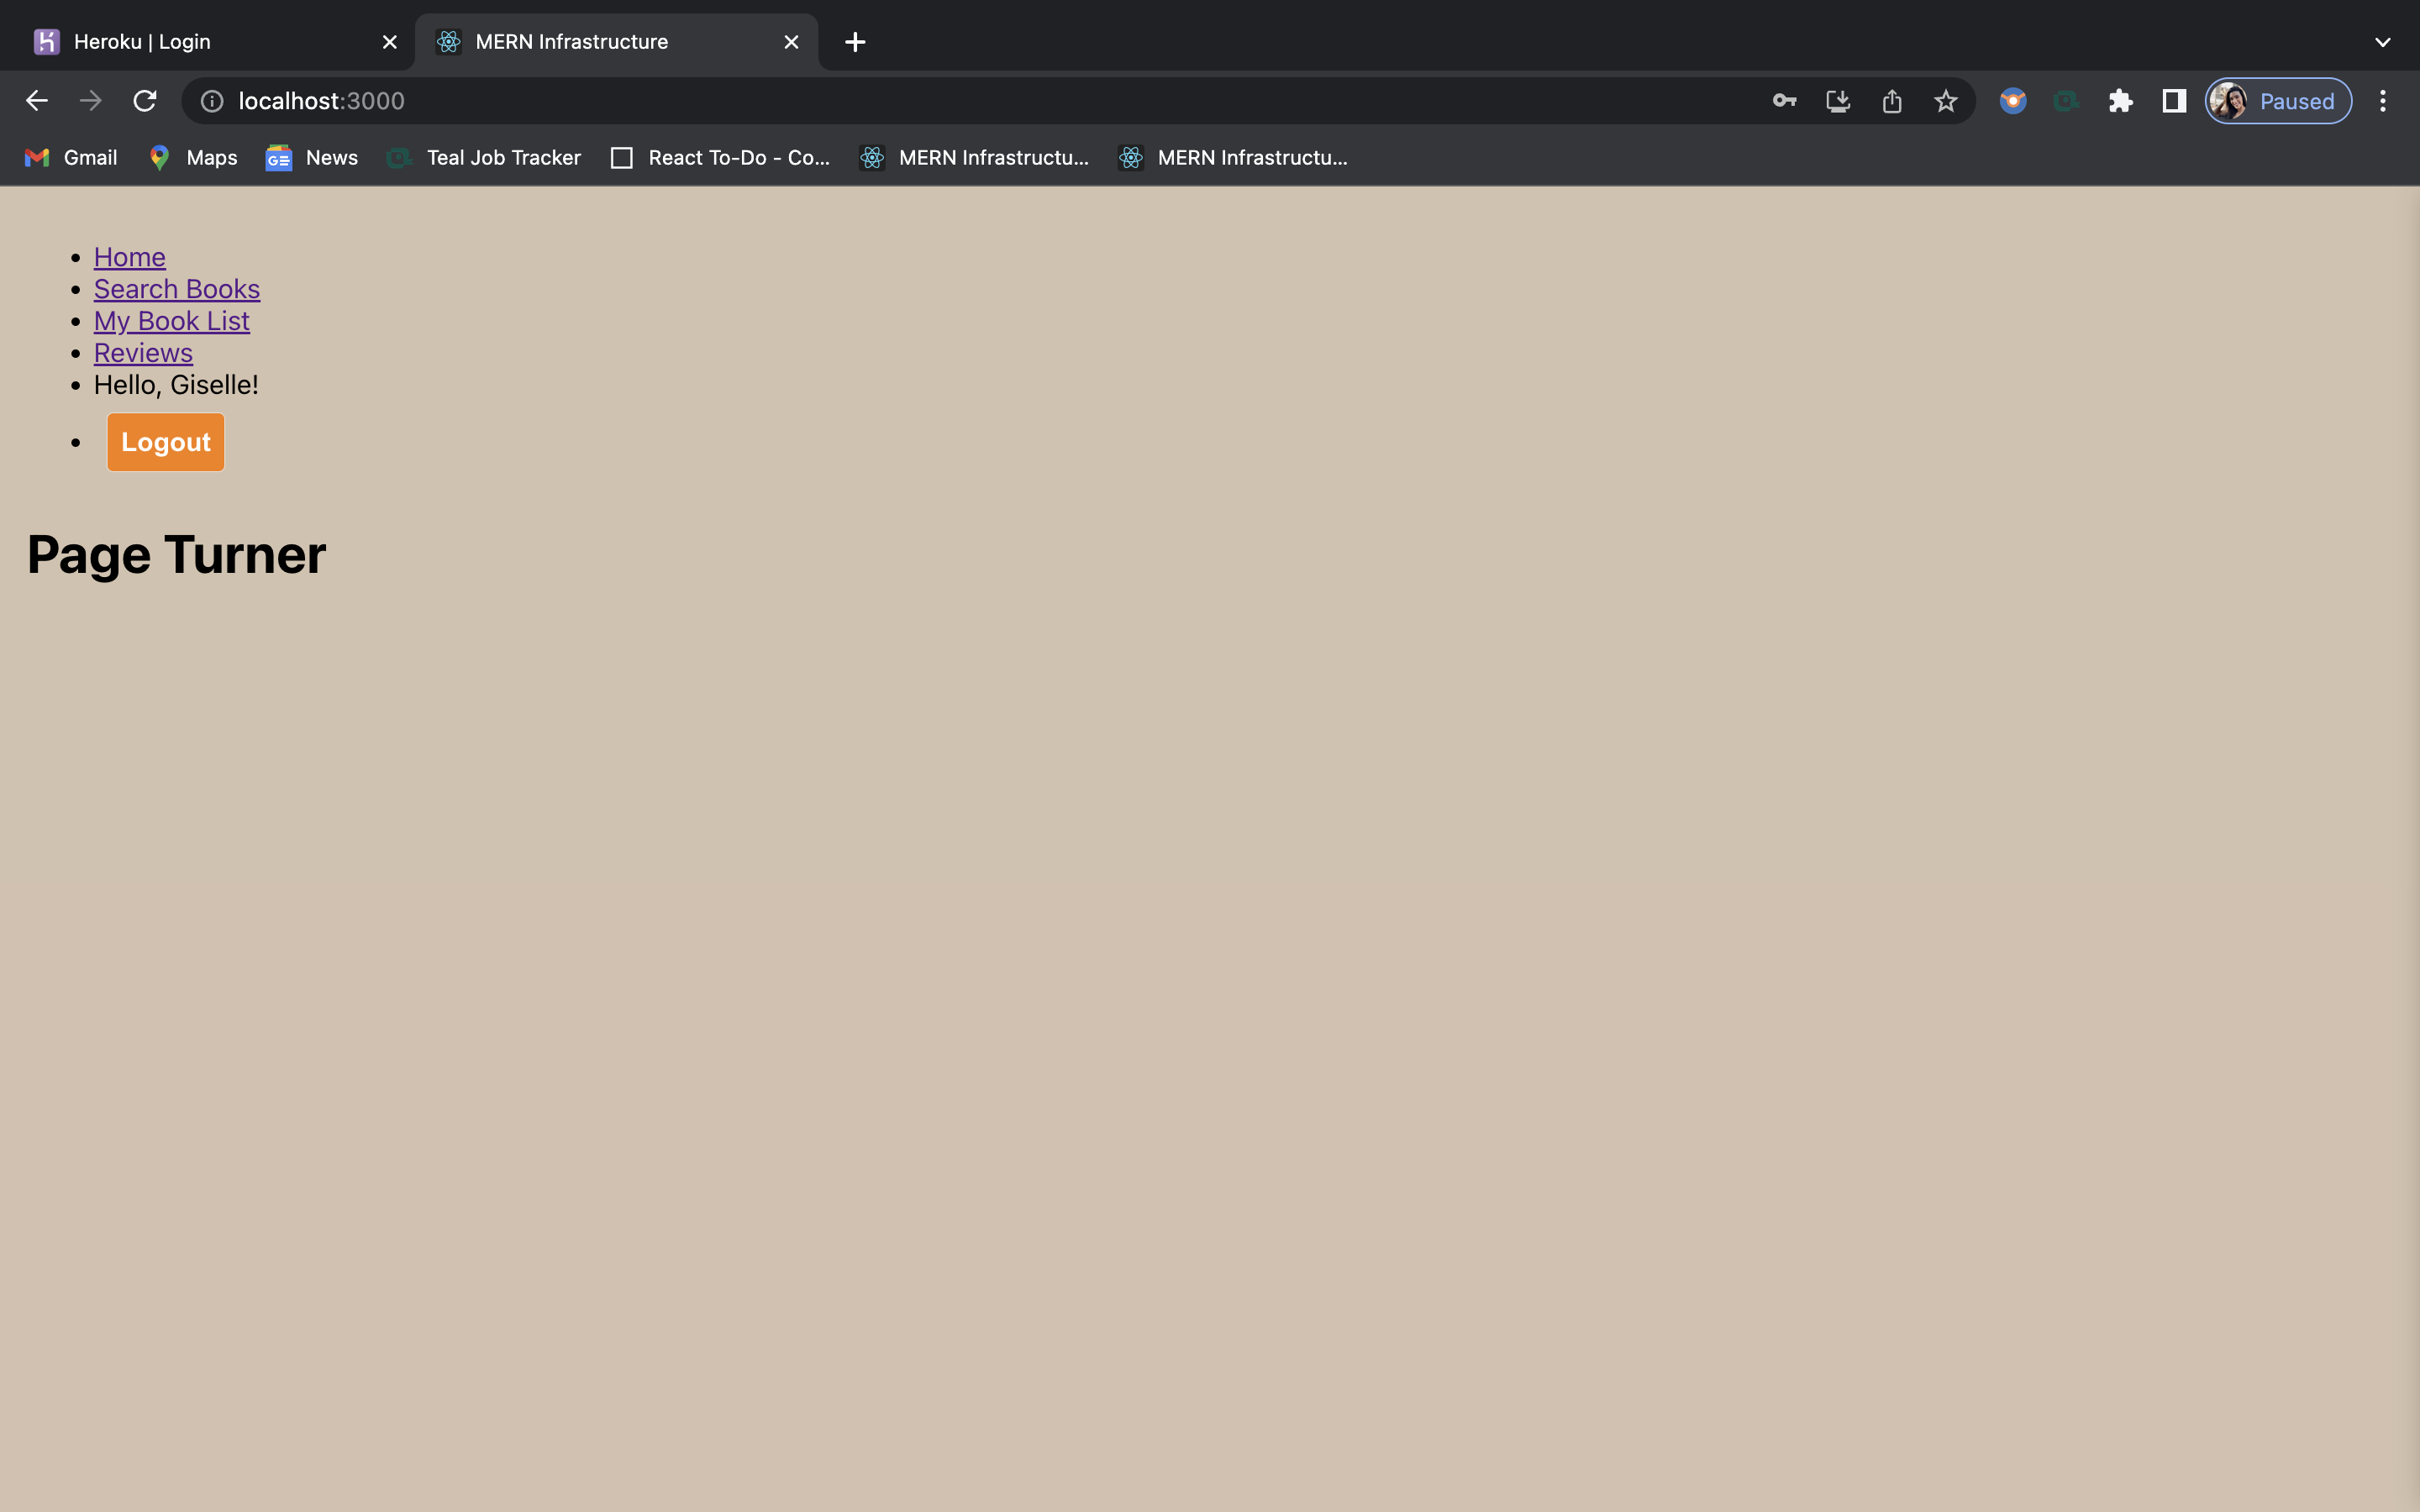 Heroku | Login
MERN Infrastructure
localhost:3000
Paused
Gmail
Maps
News
Teal Job Tracker
React To-Do - Co...
MERN Infrastructu...
MERN Infrastructu...
Home
Search Books
My Book List
Reviews
Hello, Giselle!
Logout
Page Turner